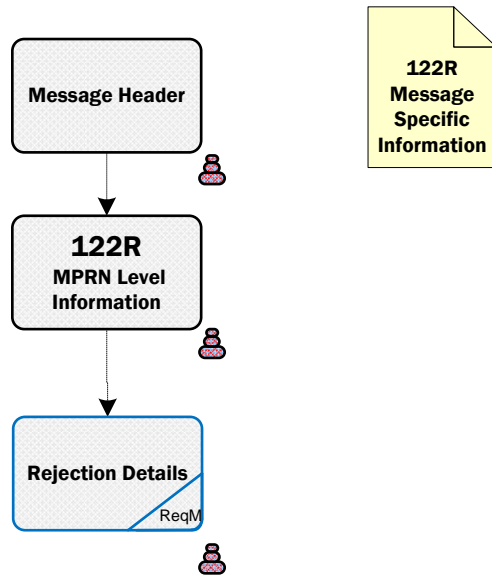 Message Header
122R
Message
Specific
Information
122R
MPRN Level
Information
Rejection Details
ReqM